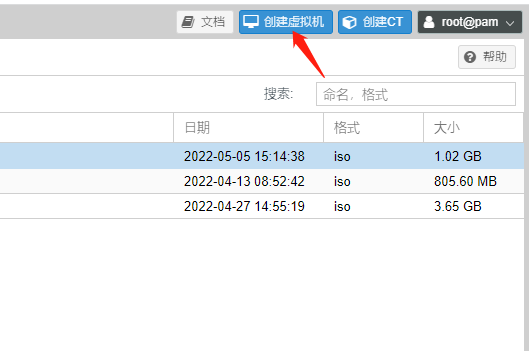 文档 创建虚拟机 创建CT root@pam
帮助
搜索: 命名，格式
日期 格式 大小
2022-05-05 15:14:38 iso 1.02 GB
2022-04-13 08:52:42 iso 805.60 MB
2022-04-27 14:55:19 iso 3.65 GB